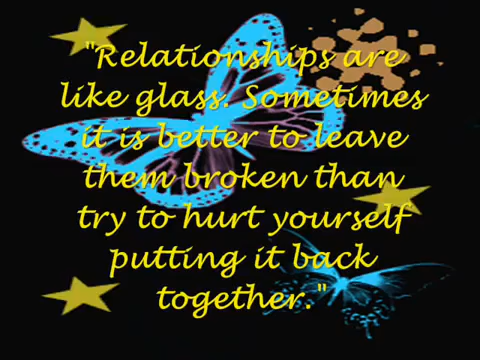 "Relationships are
like glass. Sometimes
it is better to leave
them broken than
try to hurt yourself
putting it back
together."